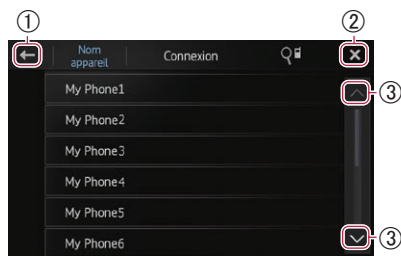 ① ②
Nom
appareil
Connexion
My Phone1
③
My Phone2
My Phone3
My Phone4
My Phone5
My Phone6
③